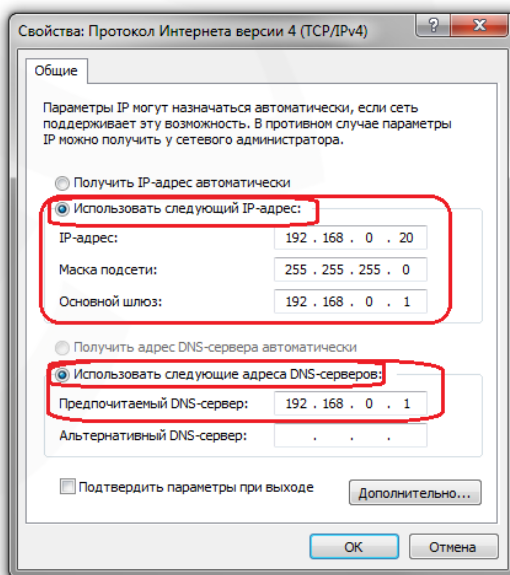 Свойства: Протокол Интернета версии 4 (TCP/IPv4)
?
Общие
Параметры IP могут назначаться автоматически, если сеть
поддерживает эту возможность. В противном случае параметры
IP можно получить у сетевого администратора.
Получить IP-адрес автоматически
Использовать следующий IP-адрес:
IP-адрес: 192 . 168 . 0 . 20
Маска подсети: 255 . 255 . 255 . 0
Основной шлюз: 192 . 168 . 0 . 1
Получить адрес DNS-сервера автоматически
Использовать следующие адреса DNS-серверов:
Предпочитаемый DNS-сервер: 192 . 168 . 0 . 1
Альтернативный DNS-сервер: . . .
Подтвердить параметры при выходе
Дополнительно...
ОК Отмена